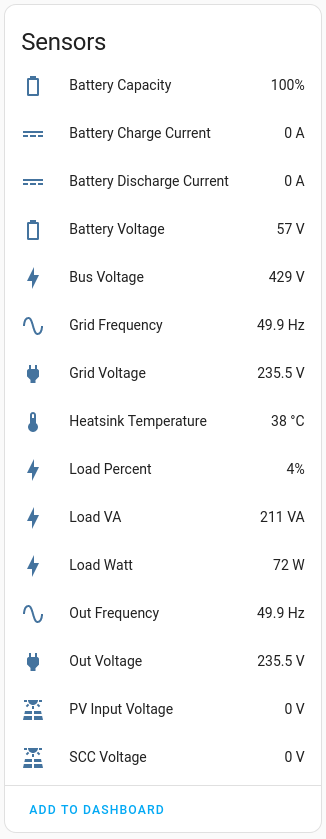 Sensors
Battery Capacity 100%
Battery Charge Current 0 A
Battery Discharge Current 0 A
Battery Voltage 57 V
Bus Voltage 429 V
Grid Frequency 49.9 Hz
Grid Voltage 235.5 V
Heatsink Temperature 38 °C
Load Percent 4%
Load VA 211 VA
Load Watt 72 W
Out Frequency 49.9 Hz
Out Voltage 235.5 V
PV Input Voltage 0 V
SCC Voltage 0 V
ADD TO DASHBOARD